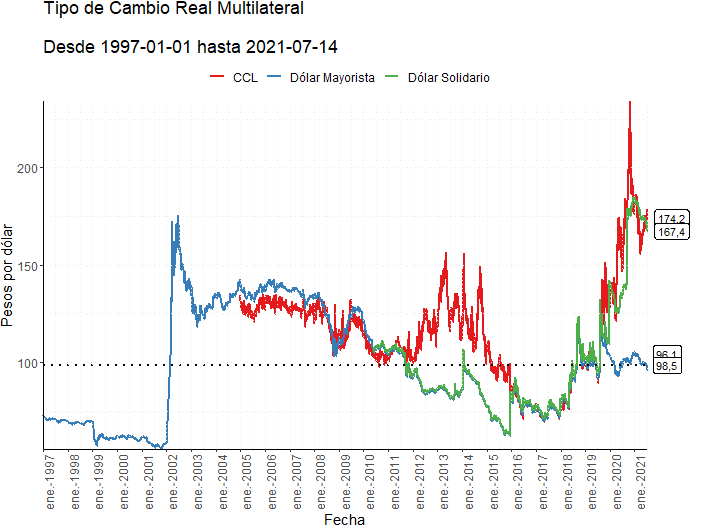 Tipo de Cambio Real Multilateral
Desde 1997-01-01 hasta 2021-07-14
CCL Dólar Mayorista Dólar Solidario
Pesos por dólar
200
150
100
174,2
167,4
96,1
98,5
ene.-1997
ene.-1998
ene.-1999
ene.-2000
ene.-2001
ene.-2002
ene.-2003
ene.-2004
ene.-2005
ene.-2006
ene.-2007
ene.-2008
ene.-2009
ene.-2010
ene.-2011
ene.-2012
ene.-2013
ene.-2014
ene.-2015
ene.-2016
ene.-2017
ene.-2018
ene.-2019
ene.-2020
ene.-2021
Fecha